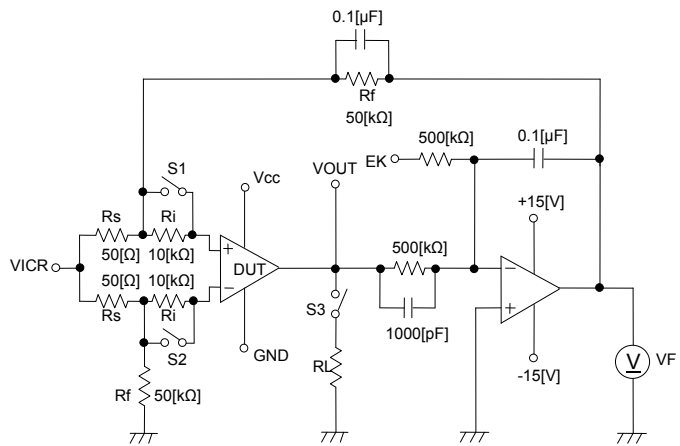 0.1[µF]
Rf
50[kΩ]
500[kΩ]
0.1[µF]
EK
VOUT
S1
Vcc
+15[V]
Rs
Ri
50[Ω]
10[kΩ]
VICR
DUT
500[kΩ]
50[Ω]
10[kΩ]
Rs
Ri
S3
S2
GND
1000[pF]
-15[V]
V
VF
RL
Rf
50[kΩ]
+
−
−
+